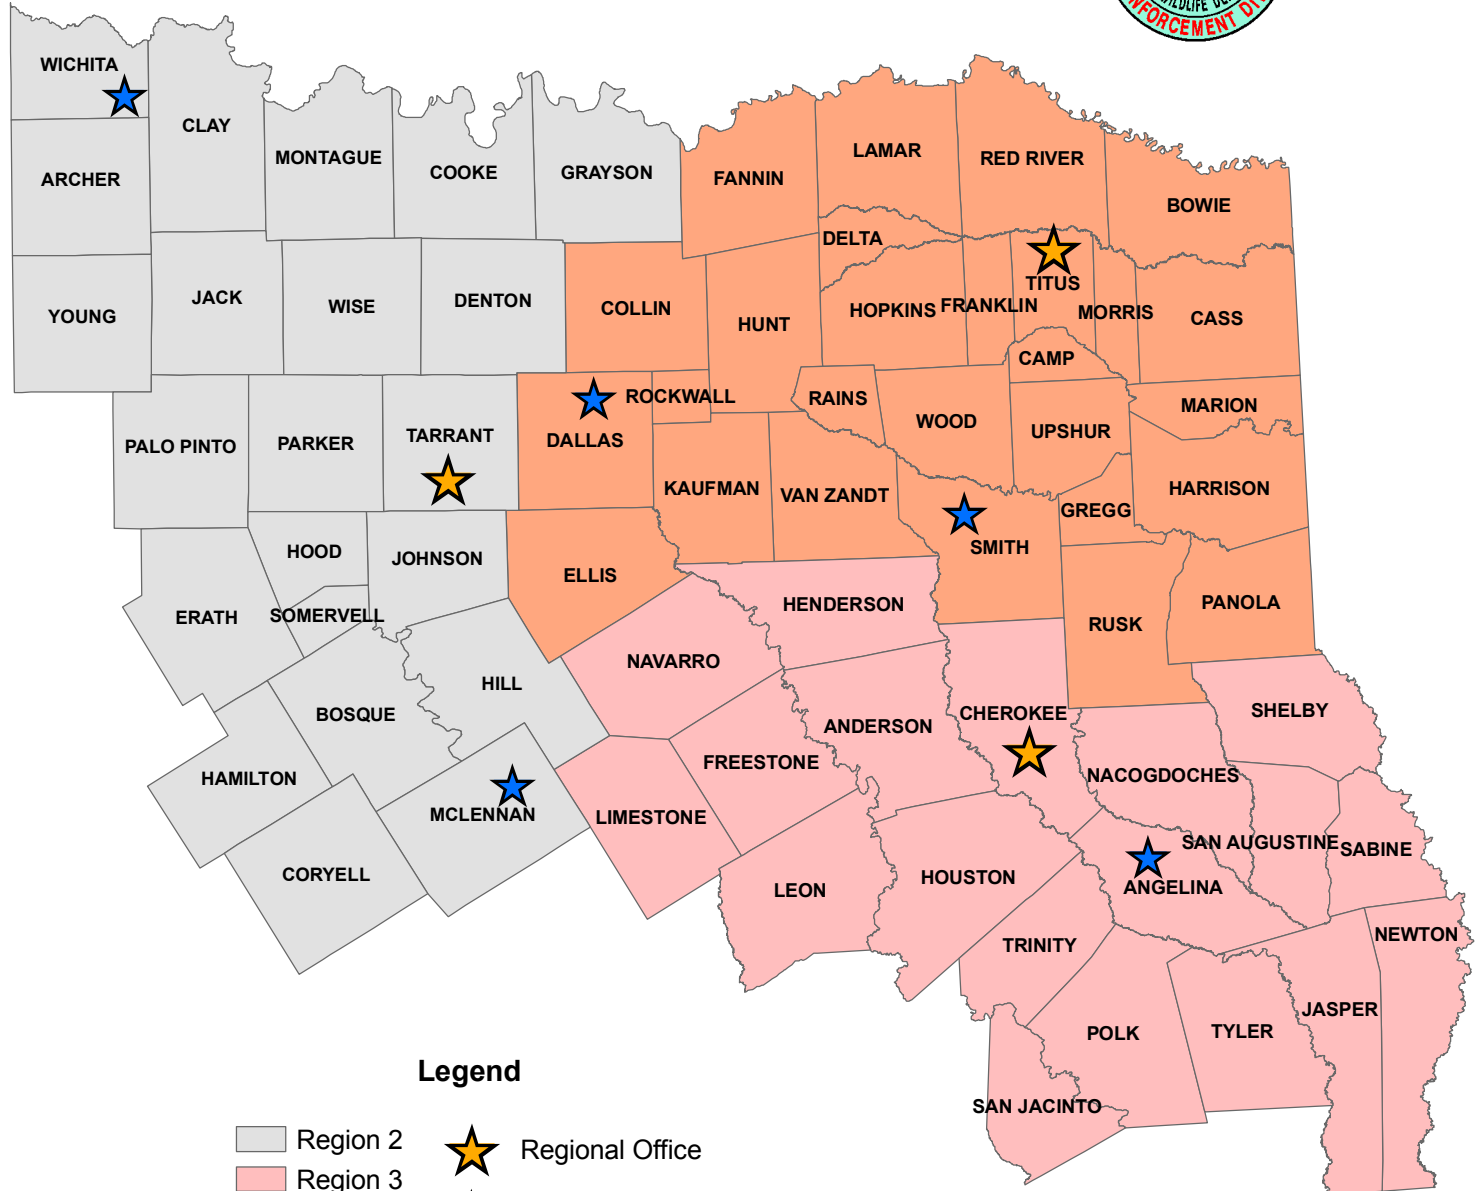 WILDLIFE
ENFORCEMENT
WICHITA
CLAY
MONTAGUE
COOKE
GRAYSON
FANNIN
LAMAR
RED RIVER
BOWIE
ARCHER
DELTA
TITUS
YOUNG
JACK
WISE
DENTON
COLLIN
HUNT
HOPKINS
FRANKLIN
MORRIS
CASS
CAMP
ROCKWALL
RAINS
MARION
PALO PINTO
PARKER
TARRANT
DALLAS
WOOD
UPSHUR
KAUFMAN
VAN ZANDT
HARRISON
GREGG
SMITH
HOOD
JOHNSON
ELLIS
HENDERSON
PANOLA
ERATH
SOMERVELL
RUSK
NAVARRO
HILL
BOSQUE
ANDERSON
CHEROKEE
SHELBY
HAMILTON
FREESTONE
NACOGDOCHES
MCLENNAN
LIMESTONE
SAN AUGUSTINE
SABINE
CORYELL
LEON
HOUSTON
ANGELINA
TRINITY
NEWTON
POLK
TYLER
JASPER
SAN JACINTO
Legend
Region 2
Regional Office
Region 3